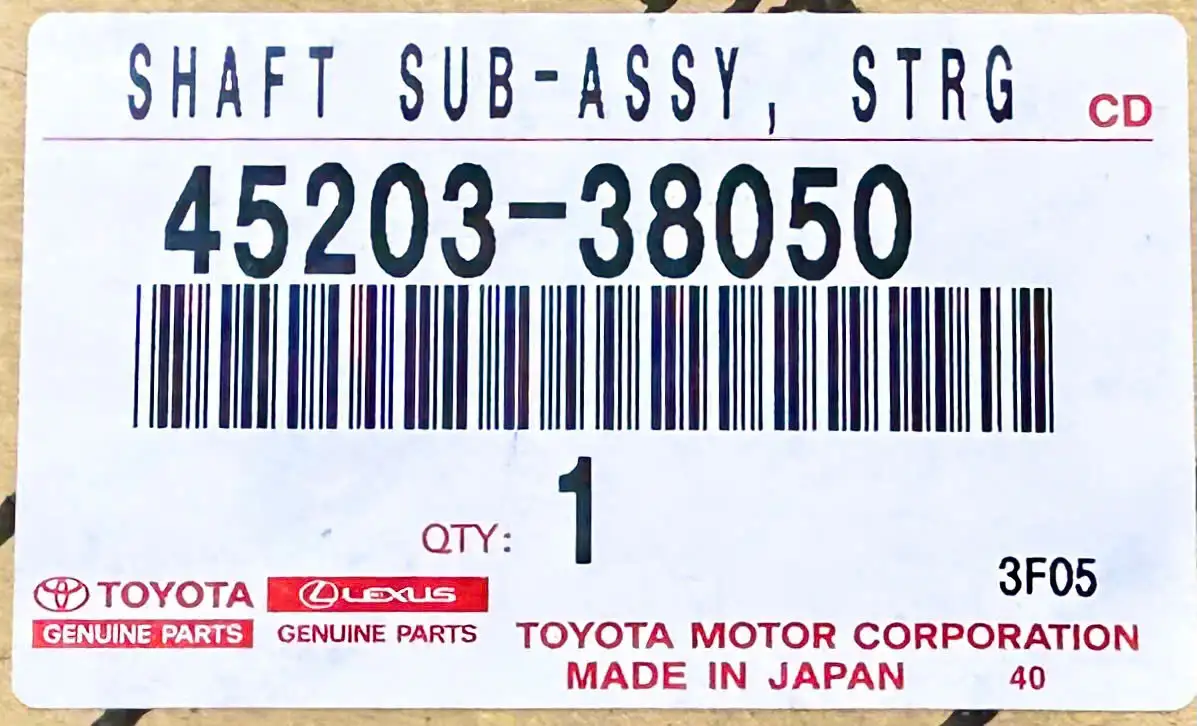 SHAFT SUB-ASSY, STRG CD
45203-38050
1
QTY:
3F05
TOYOTA LEXUS
GENUINE PARTS GENUINE PARTS
TOYOTA MOTOR CORPORATION
MADE IN JAPAN 40